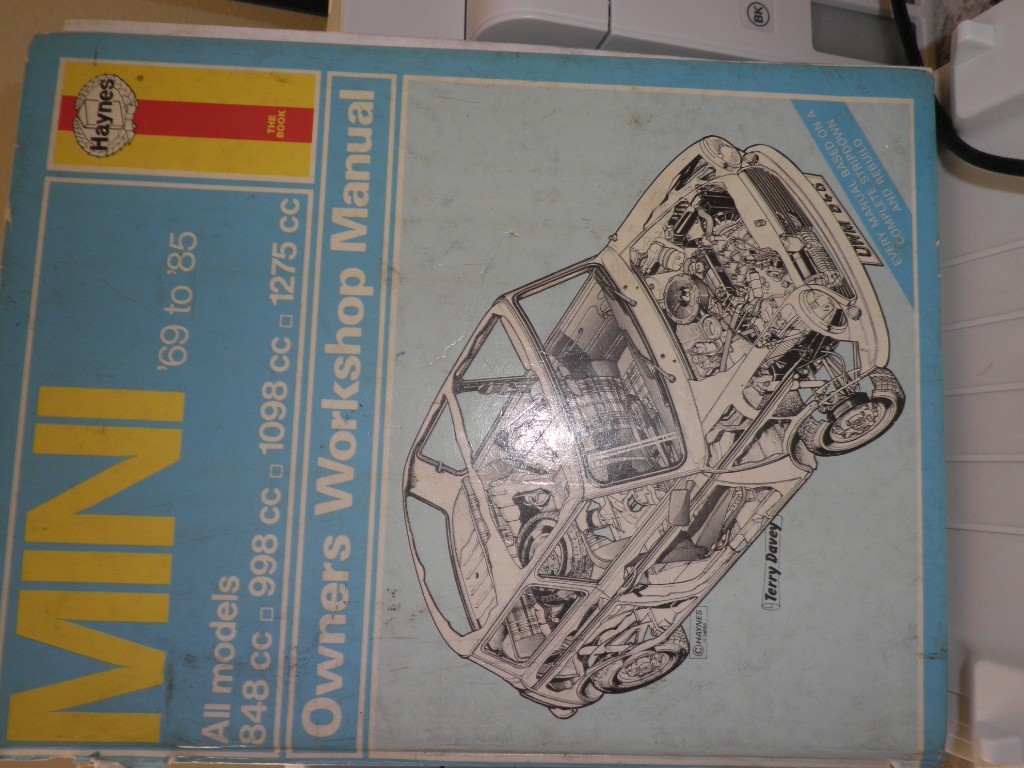 Haynes
THE
BOOK
MINI
'69 to '85
All models
848 cc □ 998 cc □ 1098 cc □ 1275 cc
Owners Workshop Manual
EVERY MANUAL BASED ON A
COMPLETE STRIPDOWN
AND REBUILD
Terry Davey
© HAYNES
BK